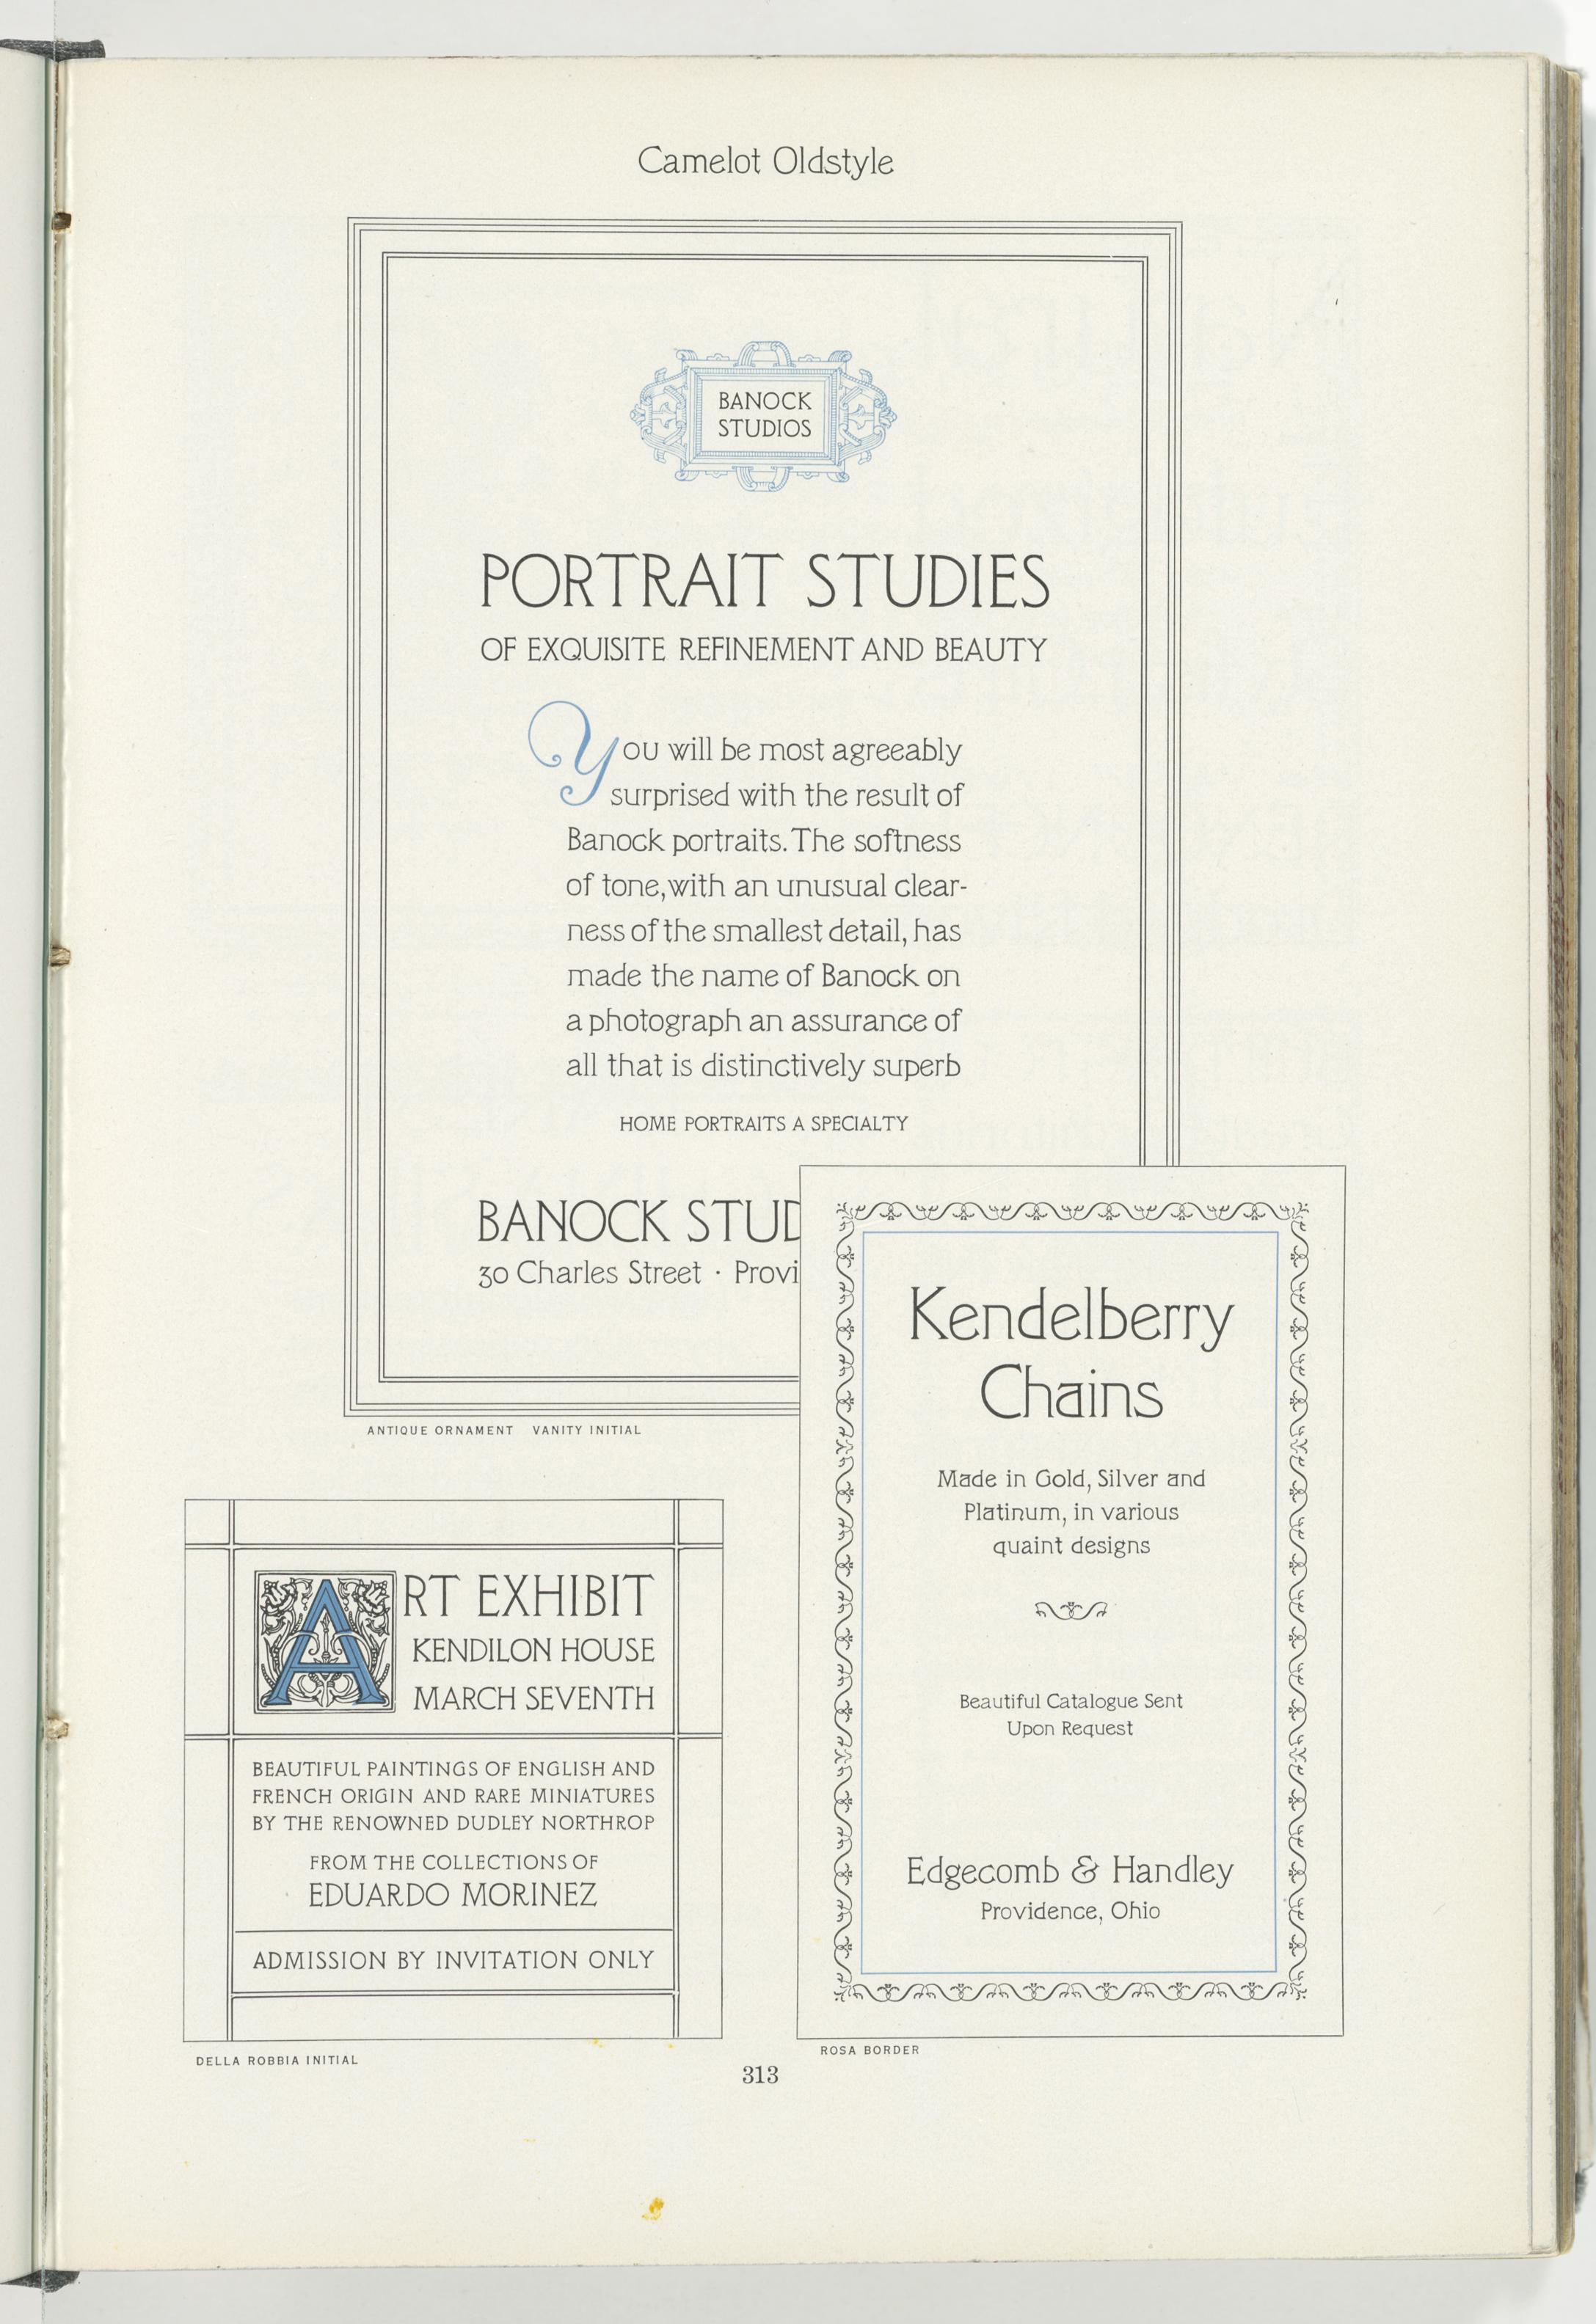 Camelot Oldstyle
BANOCK
STUDIOS
PORTRAIT STUDIES
OF EXQUISITE REFINEMENT AND BEAUTY
YOU will be most agreeably
surprised with the result of
Banock portraits. The softness
of tone, with an unusual clear-
ness of the smallest detail, has
made the name of Banock on
a photograph an assurance of
all that is distinctively superb
HOME PORTRAITS A SPECIALTY
BANOCK STUD
30 Charles Street · Provi
ANTIQUE ORNAMENT VANITY INITIAL
ART EXHIBIT
KENDILON HOUSE
MARCH SEVENTH
BEAUTIFUL PAINTINGS OF ENGLISH AND
FRENCH ORIGIN AND RARE MINIATURES
BY THE RENOWNED DUDLEY NORTHROP
FROM THE COLLECTIONS OF
EDUARDO MORINEZ
ADMISSION BY INVITATION ONLY
DELLA ROBBIA INITIAL
Kendelberry
Chains
Made in Gold, Silver and
Platinum, in various
quaint designs
Beautiful Catalogue Sent
Upon Request
Edgecomb & Handley
Providence, Ohio
ROSA BORDER
313